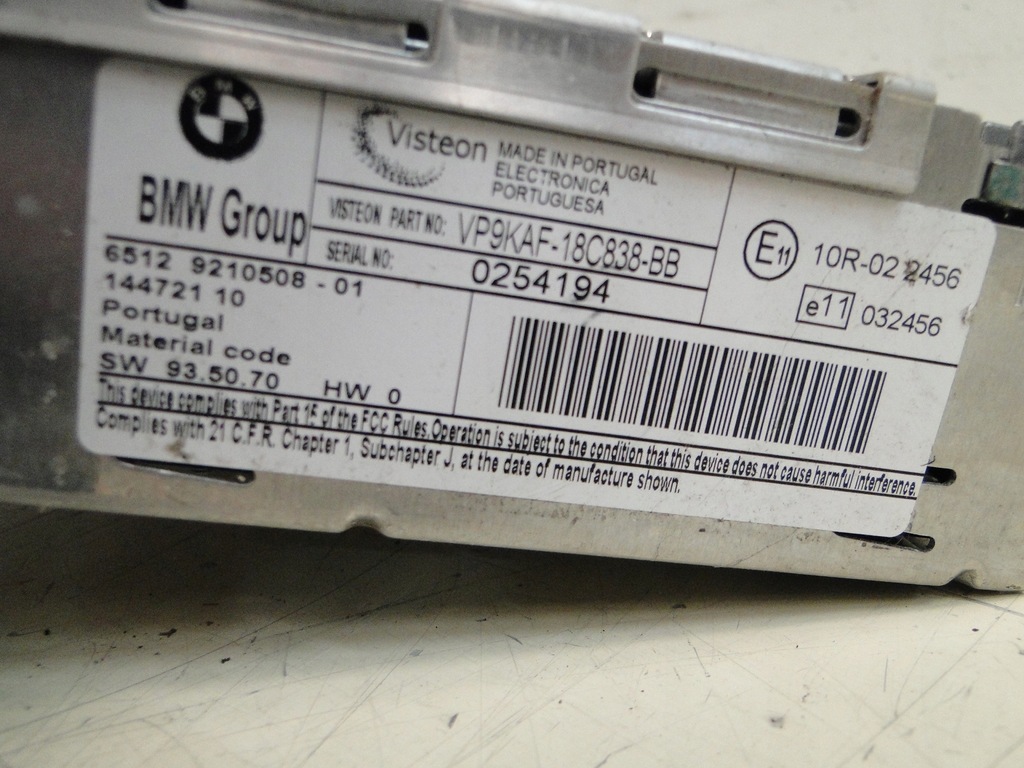 BMW
BMW Group
Visteon
MADE IN PORTUGAL
ELECTRONICA
PORTUGUESA
VISTEON PART NO: VP9KAF-18C838-BB
SERIAL NO: 0254194
E11 10R-02 2456
e11 032456
6512 9210508 - 01
144721 10
Portugal
Material code
SW 93.50.70 HW 0
This device complies with Part 15 of the FCC Rules.Operation is subject to the condition that this device does not cause harmful interference.
Complies with 21 C.F.R. Chapter 1, Subchapter J, at the date of manufacture shown.